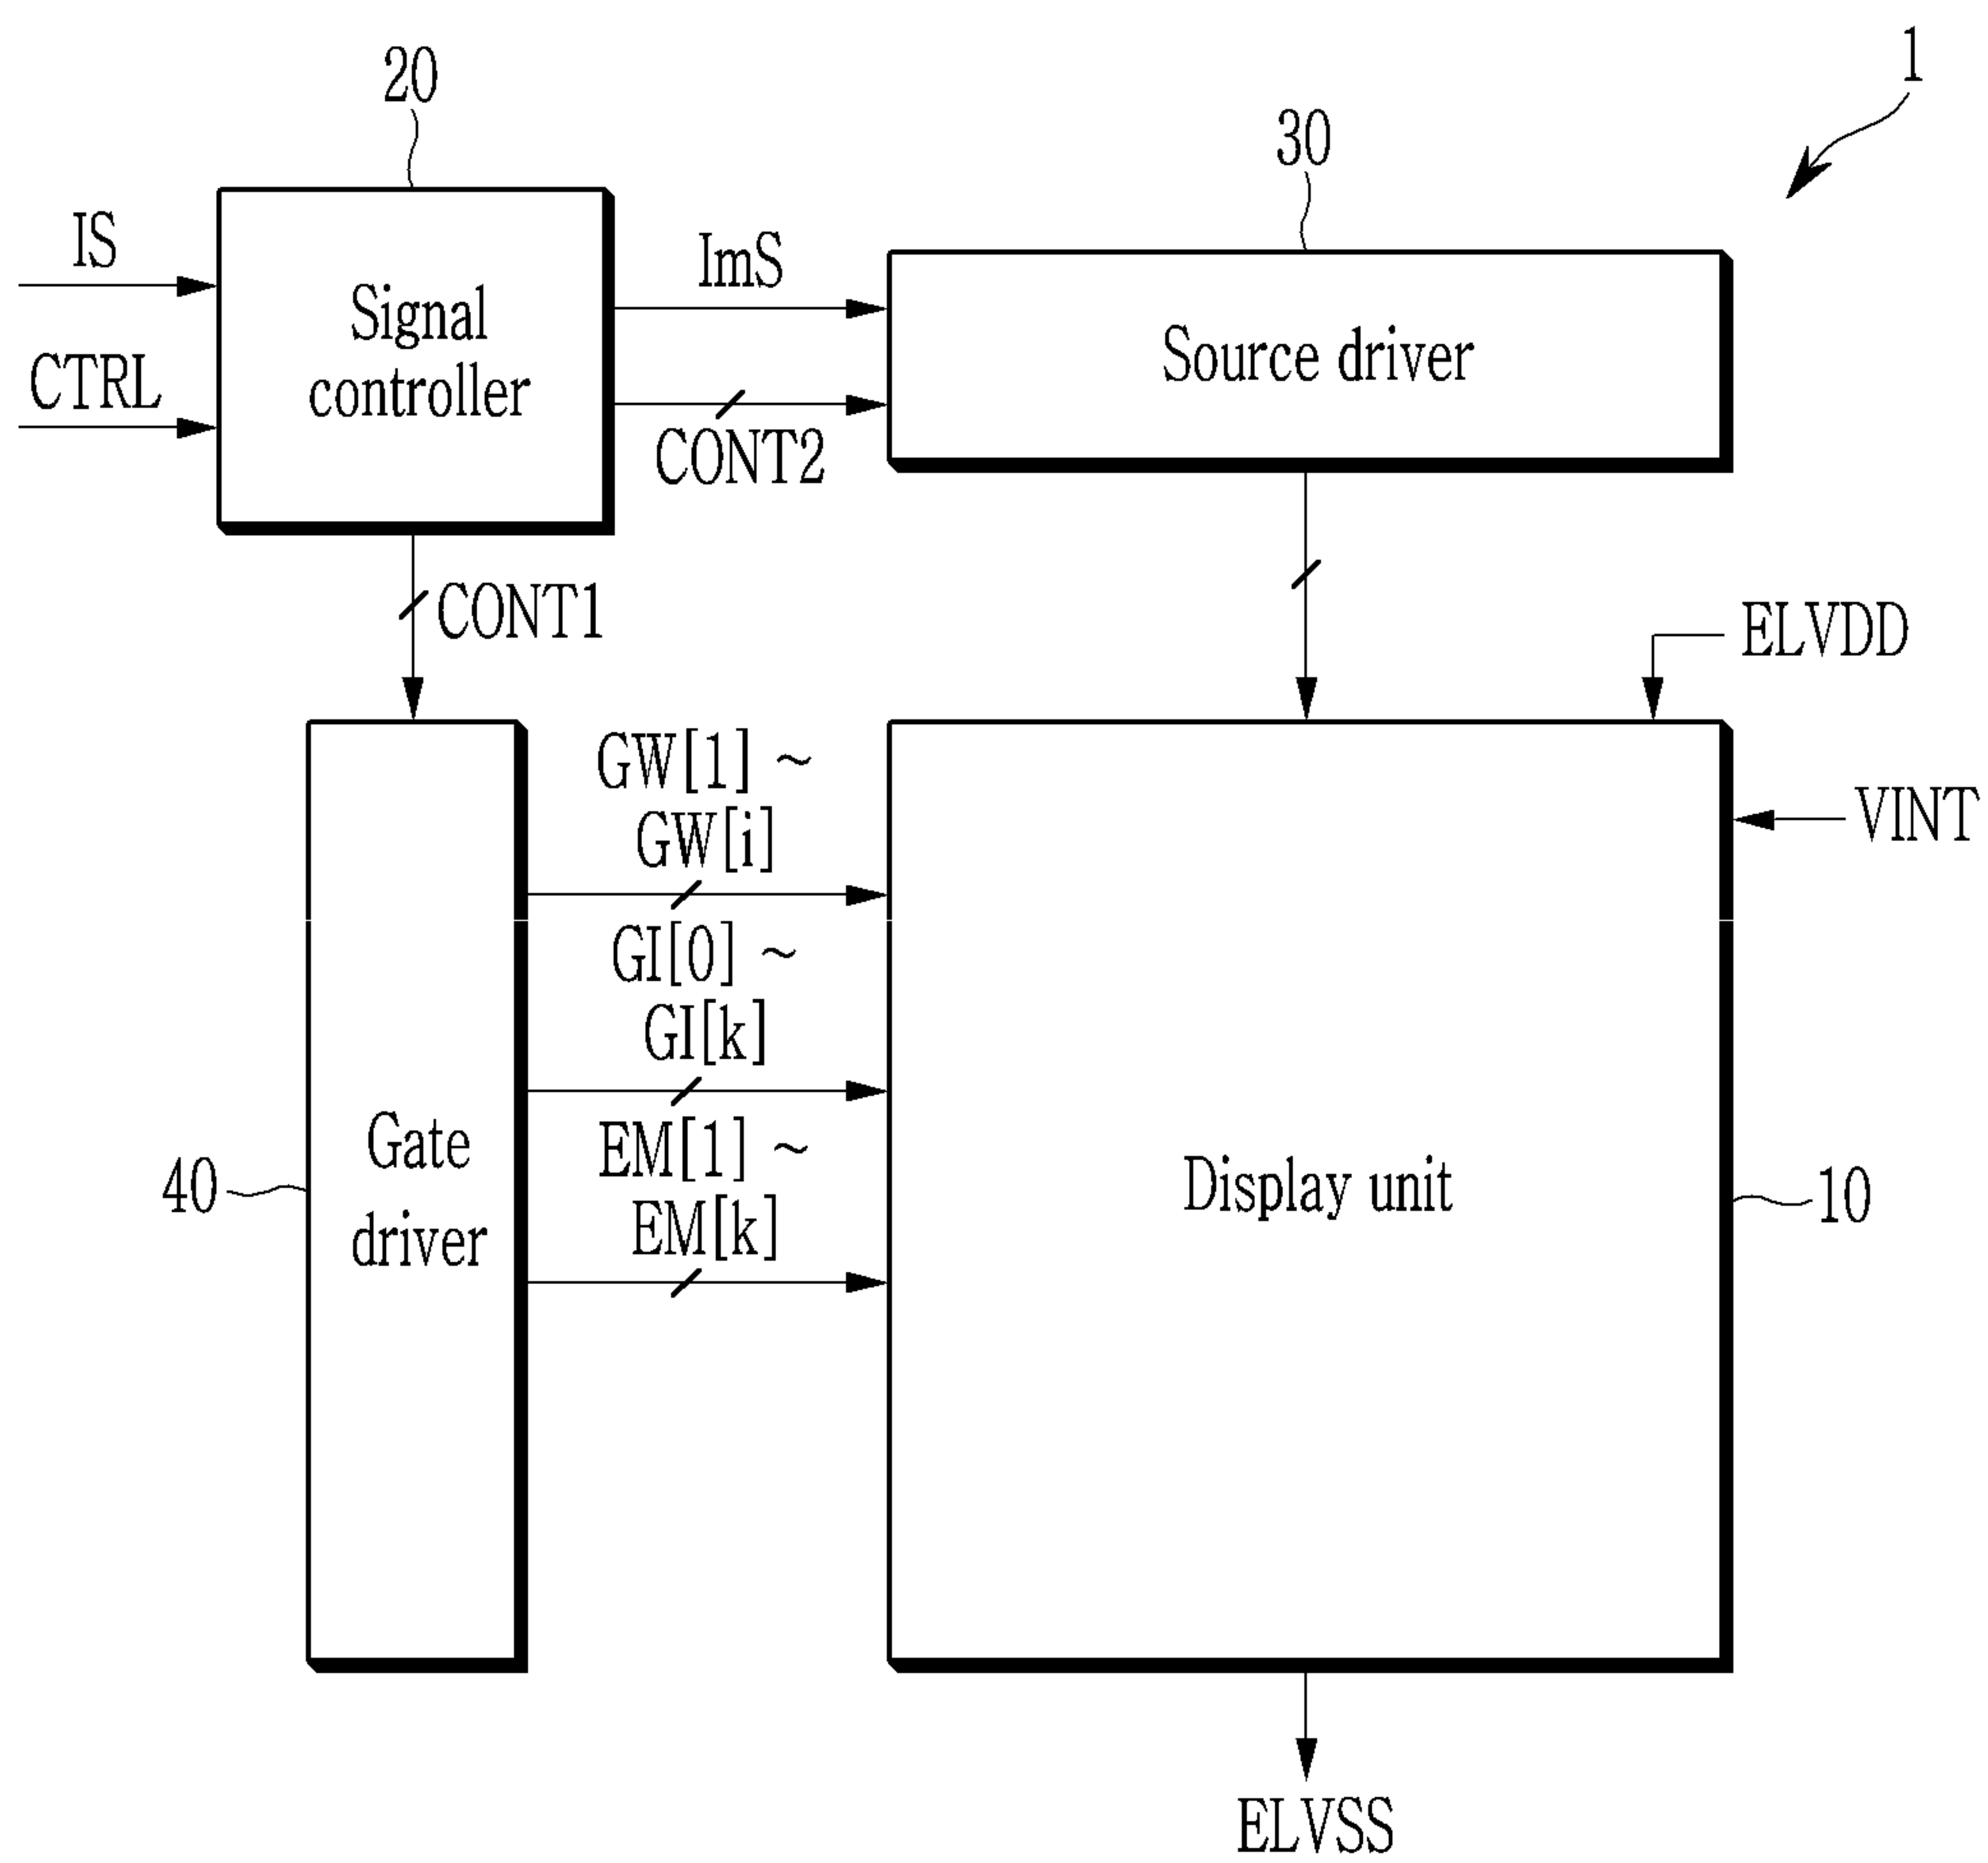 1
20
30
IS
ImS
Signal
controller
Source driver
CTRL
CONT2
CONT1
ELVDD
GW[1] ~
GW[i]
VINT
GI[0] ~
GI[k]
EM[1] ~
EM[k]
Gate
driver
40
Display unit
10
ELVSS